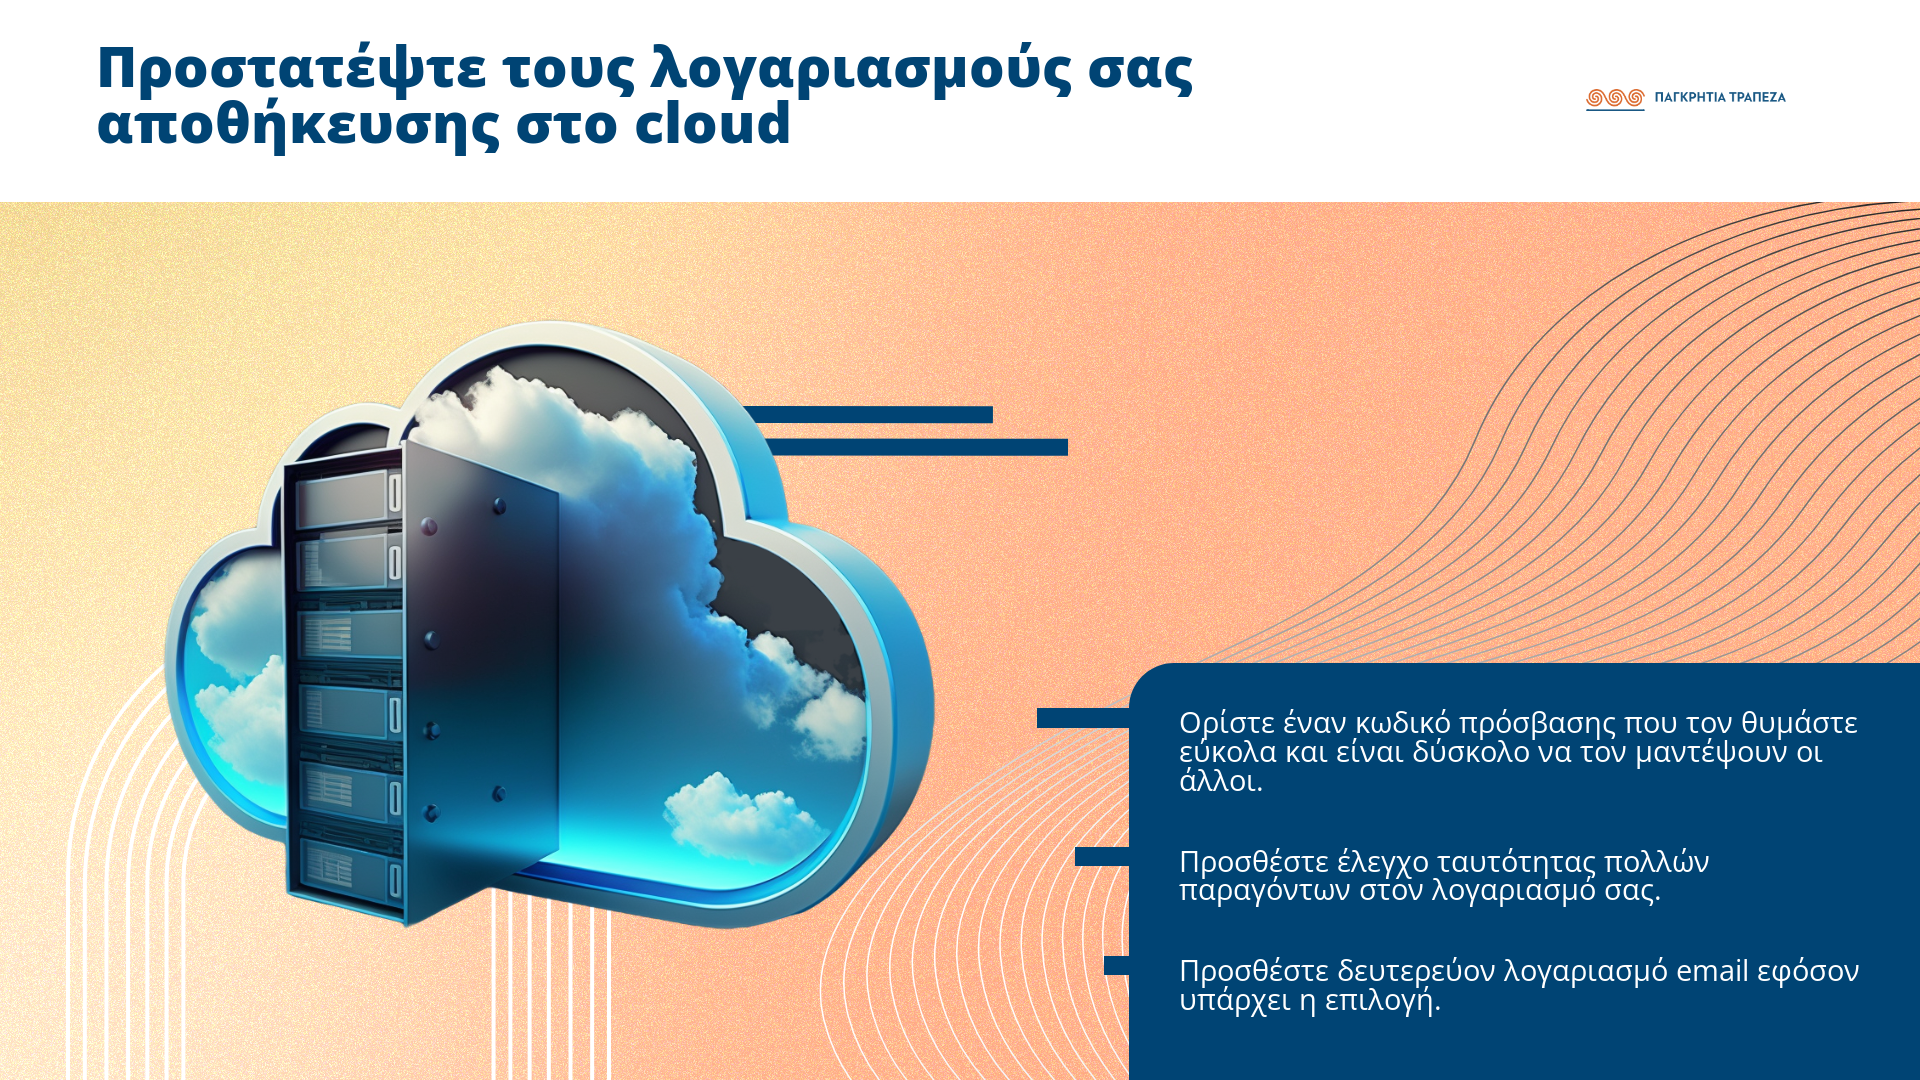 Προστατέψτε τους λογαριασμούς σας
αποθήκευσης στο cloud
ΠΑΓΚΡΗΤΙΑ ΤΡΑΠΕΖΑ
Ορίστε έναν κωδικό πρόσβασης που τον θυμάστε
εύκολα και είναι δύσκολο να τον μαντέψουν οι
άλλοι.
Προσθέστε έλεγχο ταυτότητας πολλών
παραγόντων στον λογαριασμό σας.
Προσθέστε δευτερεύον λογαριασμό email εφόσον
υπάρχει η επιλογή.